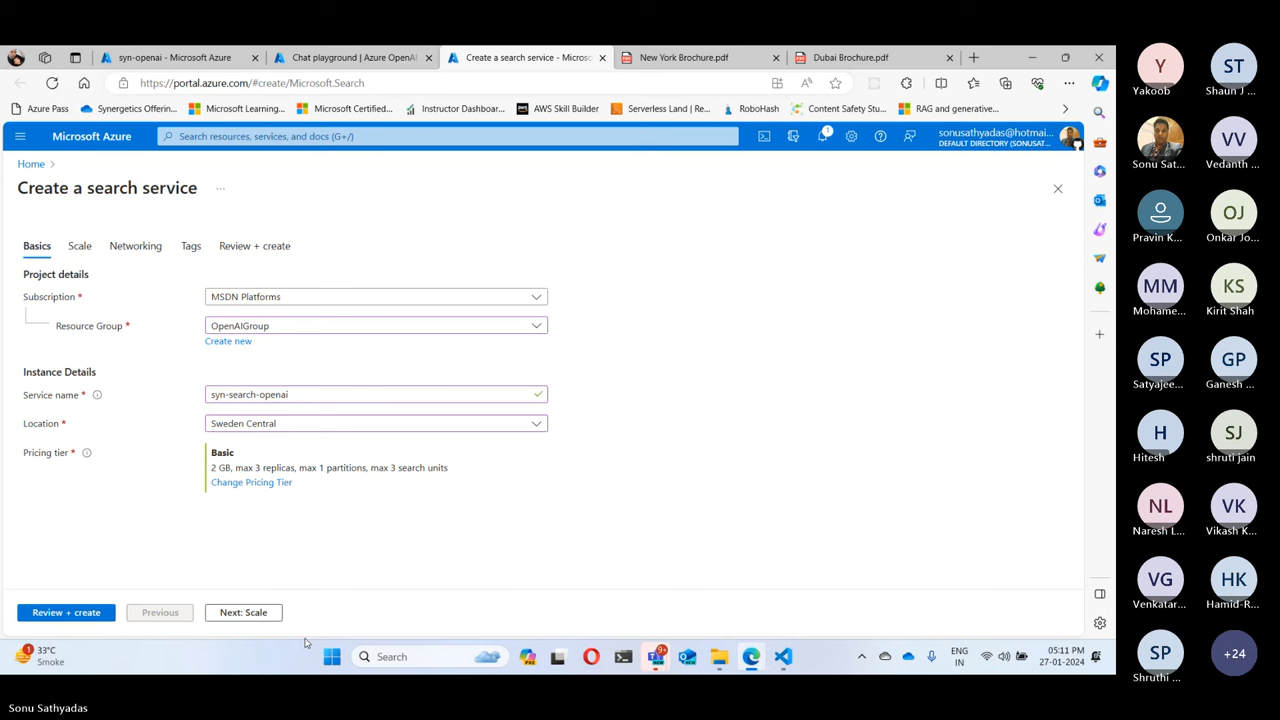 syn-openai - Microsoft Azure
Chat playground | Azure OpenAI
Create a search service - Microso
New York Brochure.pdf
Dubai Brochure.pdf
https://portal.azure.com/#create/Microsoft.Search
Azure Pass
Synergetics Offerin...
Microsoft Learning...
Microsoft Certified...
Instructor Dashboar...
AWS Skill Builder
Serverless Land | Re...
RoboHash
Content Safety Stu...
RAG and generative...
Microsoft Azure
Search resources, services, and docs (G+/)
1
sonusathyadas@hotmai...
DEFAULT DIRECTORY (SONUSAT...
Home
Create a search service
...
Basics
Scale
Networking
Tags
Review + create
Project details
Subscription *
MSDN Platforms
Resource Group *
OpenAIGroup
Create new
Instance Details
Service name *
syn-search-openai
Location *
Sweden Central
Pricing tier *
Basic
2 GB, max 3 replicas, max 1 partitions, max 3 search units
Change Pricing Tier
Review + create
Previous
Next: Scale
1
33°C
Smoke
Search
PRE
9+
NEW
NEW
ENG
IN
05:11 PM
27-01-2024
Sonu Sathyadas
Y
Yakoob
ST
Shaun J ...
Sonu Sat...
VV
Vedanth ...
Pravin K...
OJ
Onkar Jo...
MM
Mohame...
KS
Kirit Shah
SP
Satyajee...
GP
Ganesh ...
H
Hitesh
SJ
shruti jain
NL
Naresh L...
VK
Vikash K...
VG
Venkatar...
HK
Hamid-R...
SP
Shruthi ...
+24